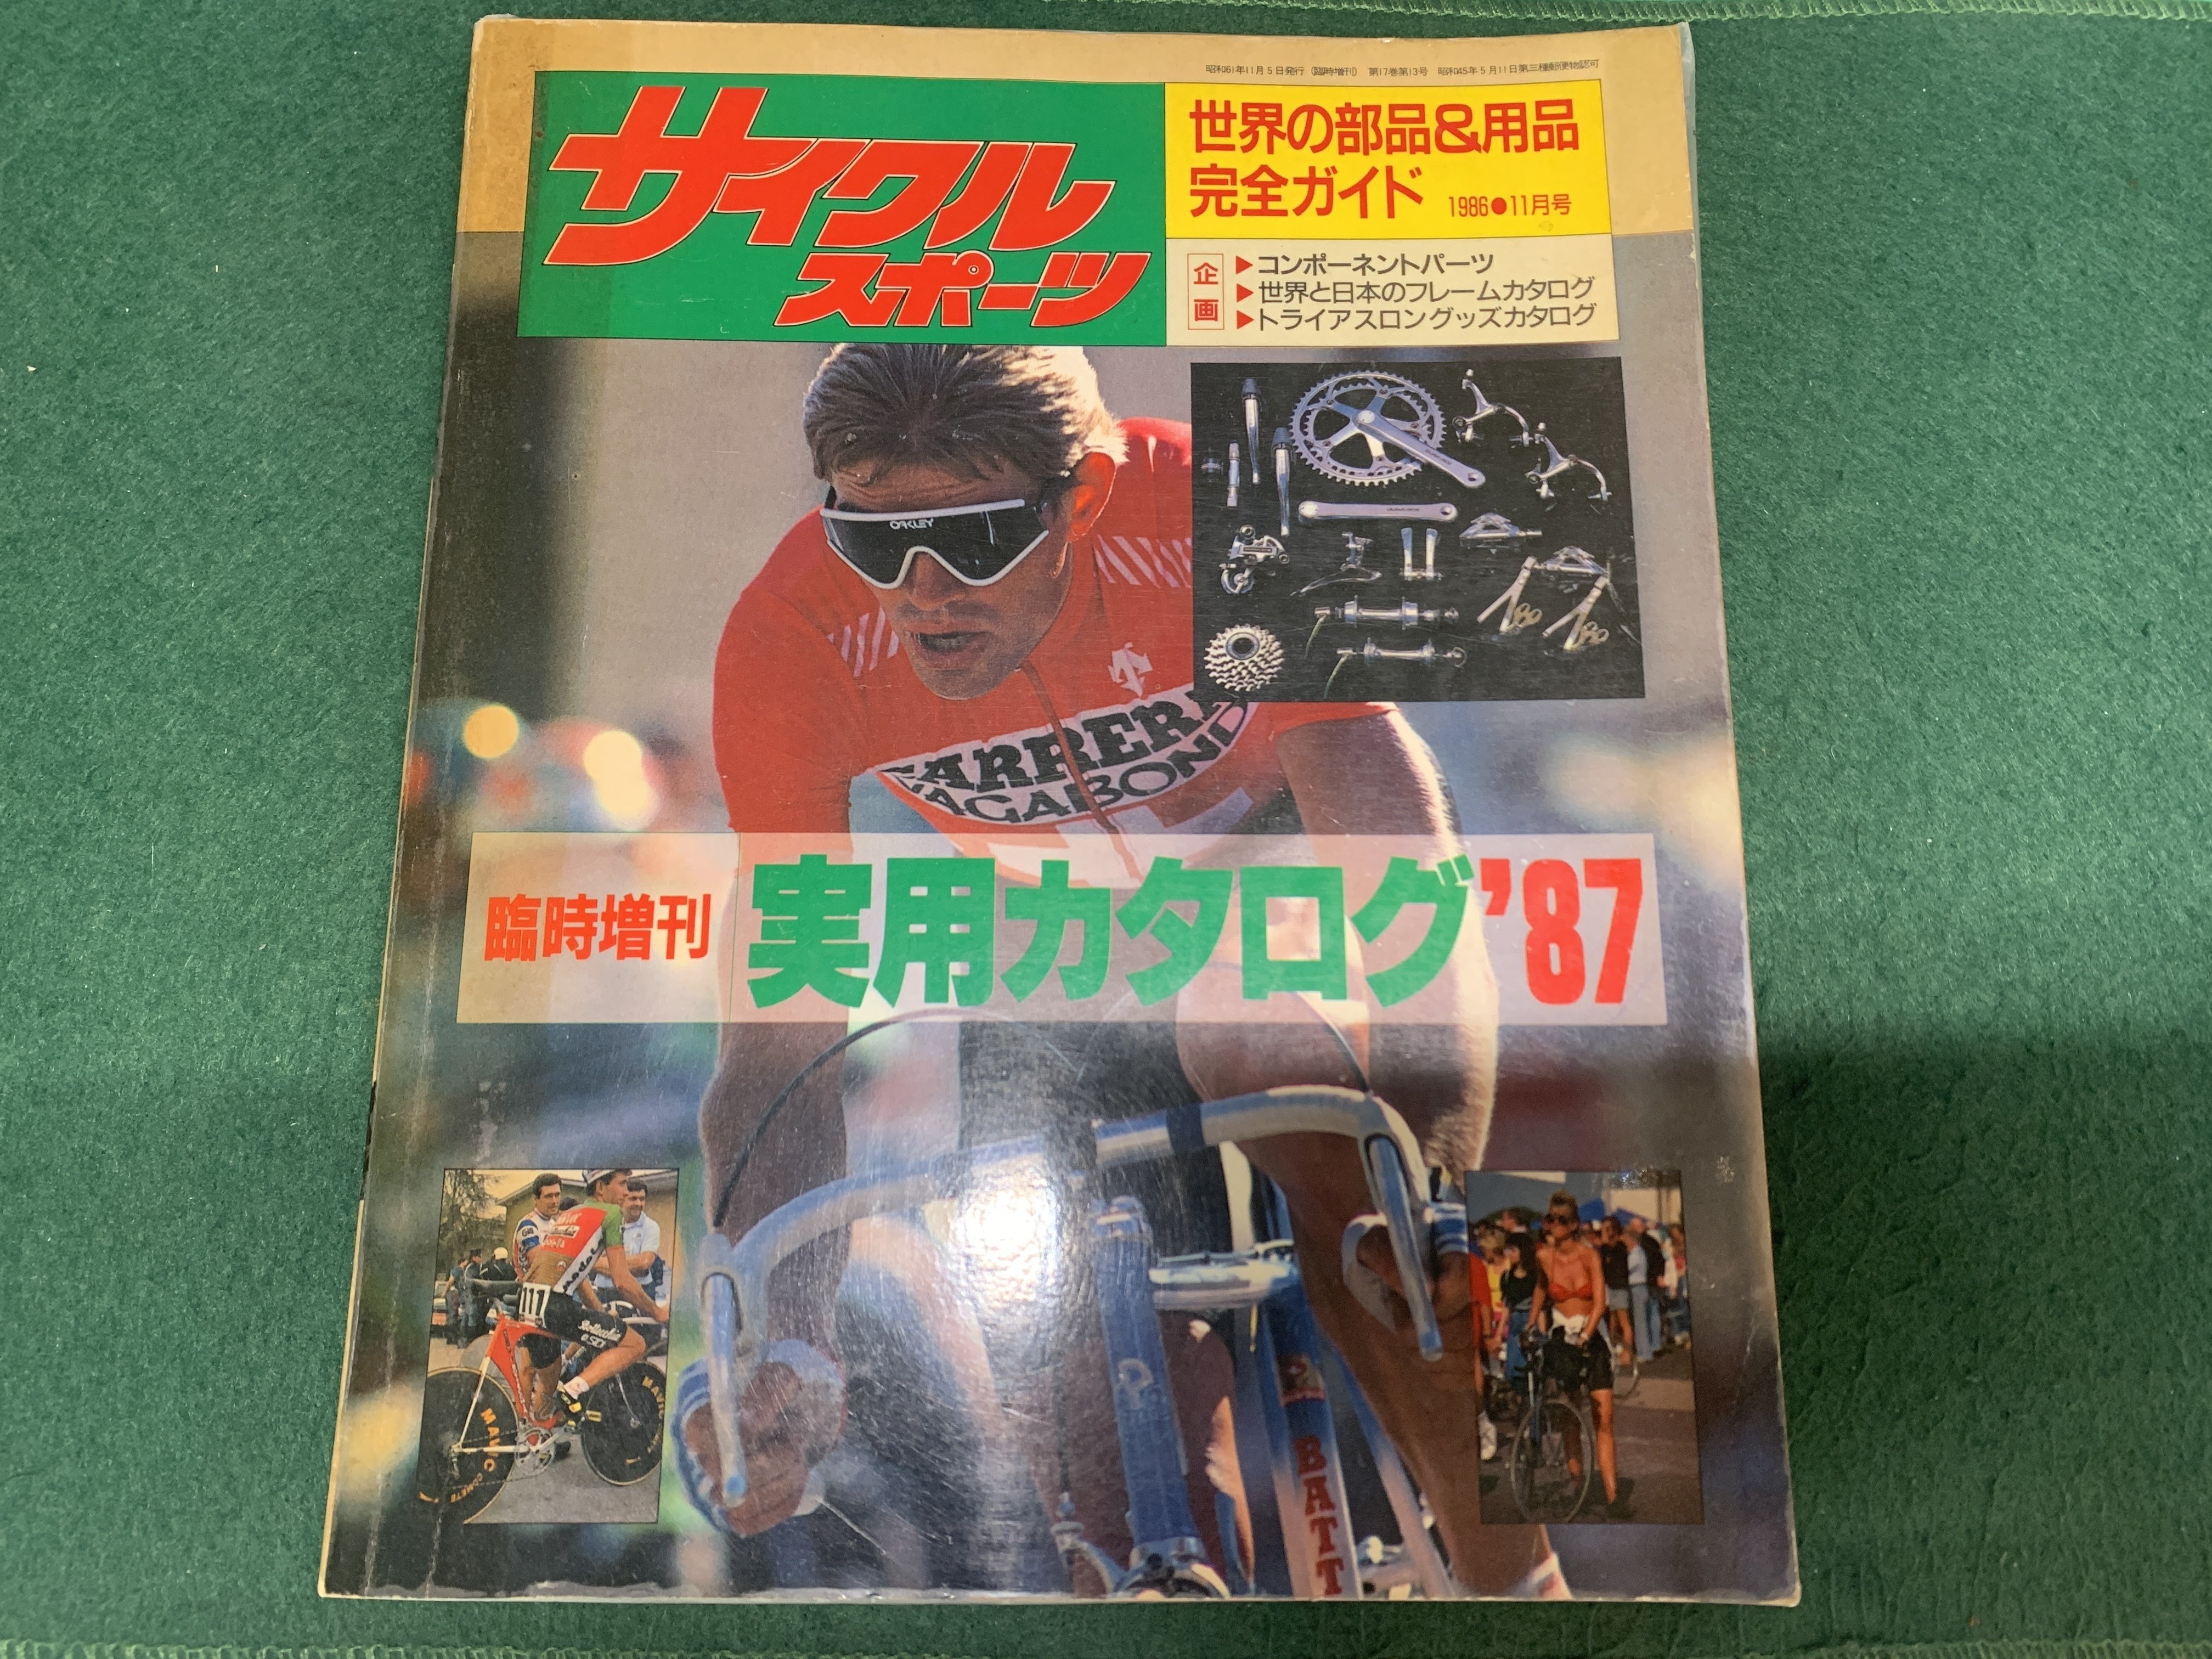 昭和61年11月5日発行(臨時増刊) 第17巻第13号 昭和45年5月11日第三種郵便物認可
サイクル
スポーツ
世界の部品&用品
完全ガイド 1986●11月号
企画
▶コンポーネントパーツ
▶世界と日本のフレームカタログ
▶トライアスロングッズカタログ
OAKLEY
ARRERA
VAGABOND
臨時増刊 実用カタログ'87
117
MAVIC
MAVIC
BATT